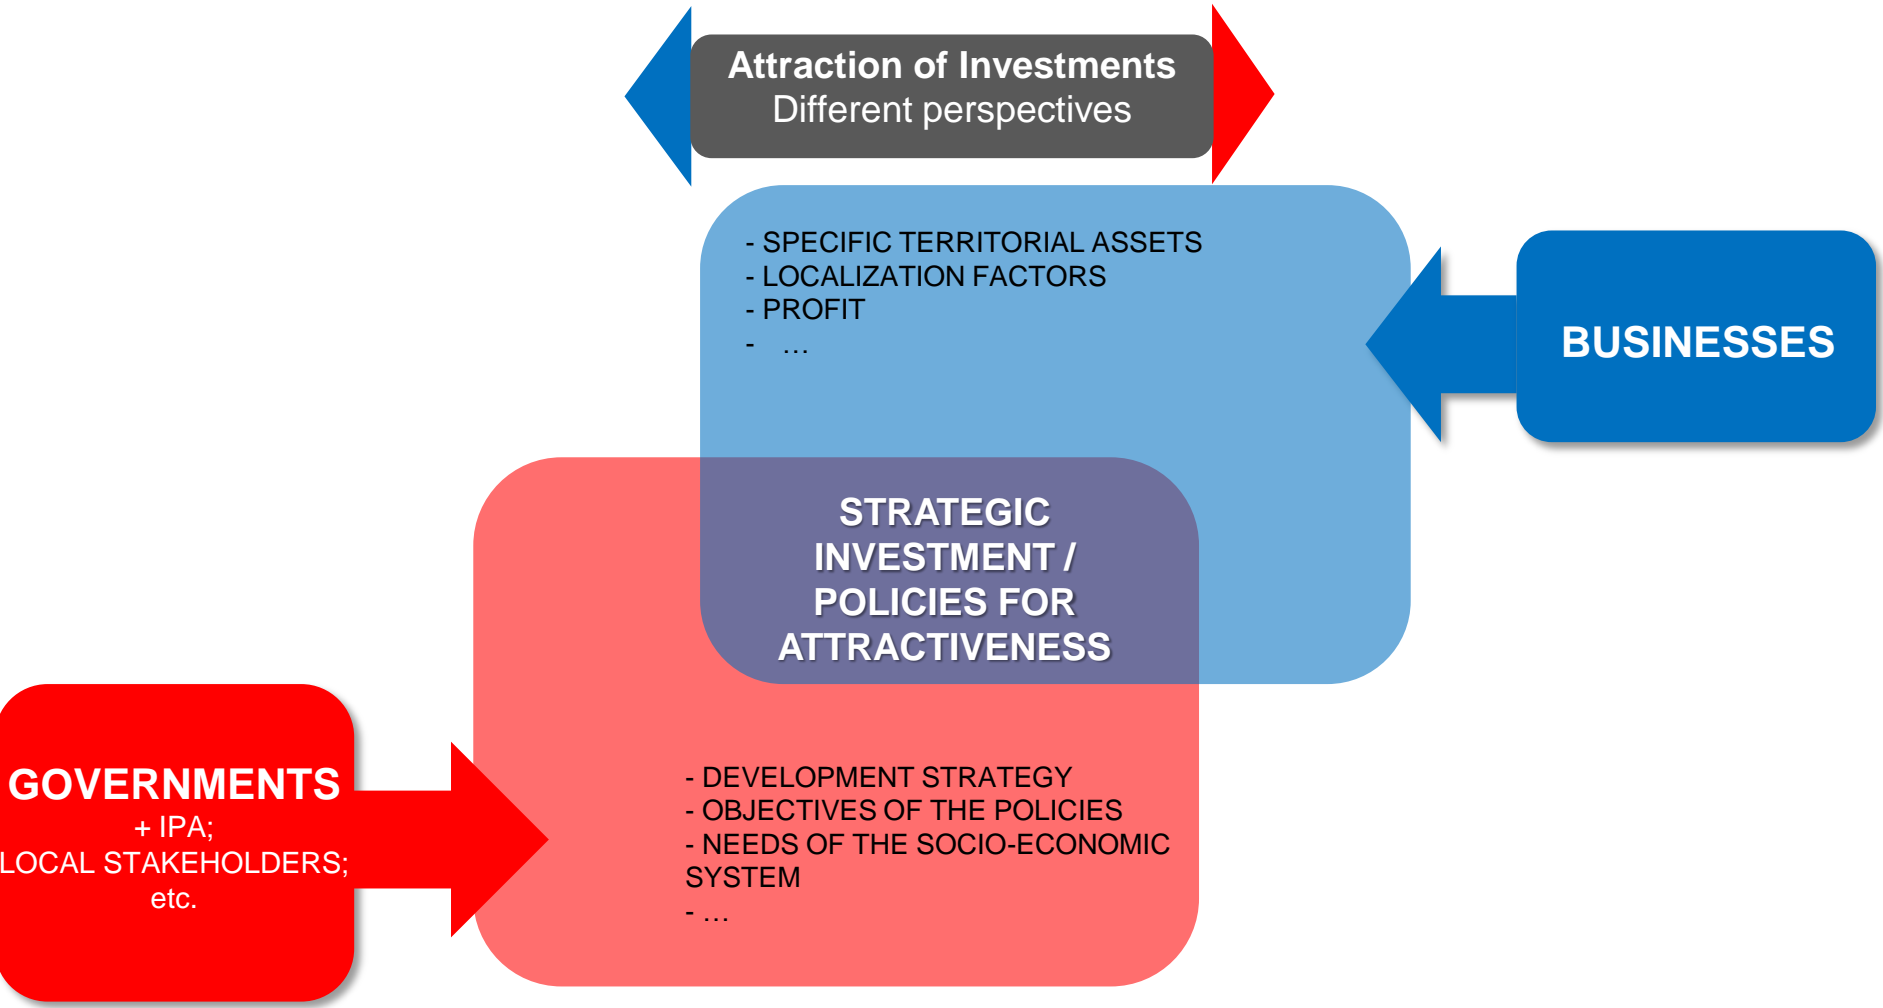 Attraction of Investments
Different perspectives
- SPECIFIC TERRITORIAL ASSETS
- LOCALIZATION FACTORS
- PROFIT
- …
BUSINESSES
STRATEGIC
INVESTMENT /
POLICIES FOR
ATTRACTIVENESS
GOVERNMENTS
+ IPA;
LOCAL STAKEHOLDERS;
etc.
- DEVELOPMENT STRATEGY
- OBJECTIVES OF THE POLICIES
- NEEDS OF THE SOCIO-ECONOMIC
SYSTEM
- …